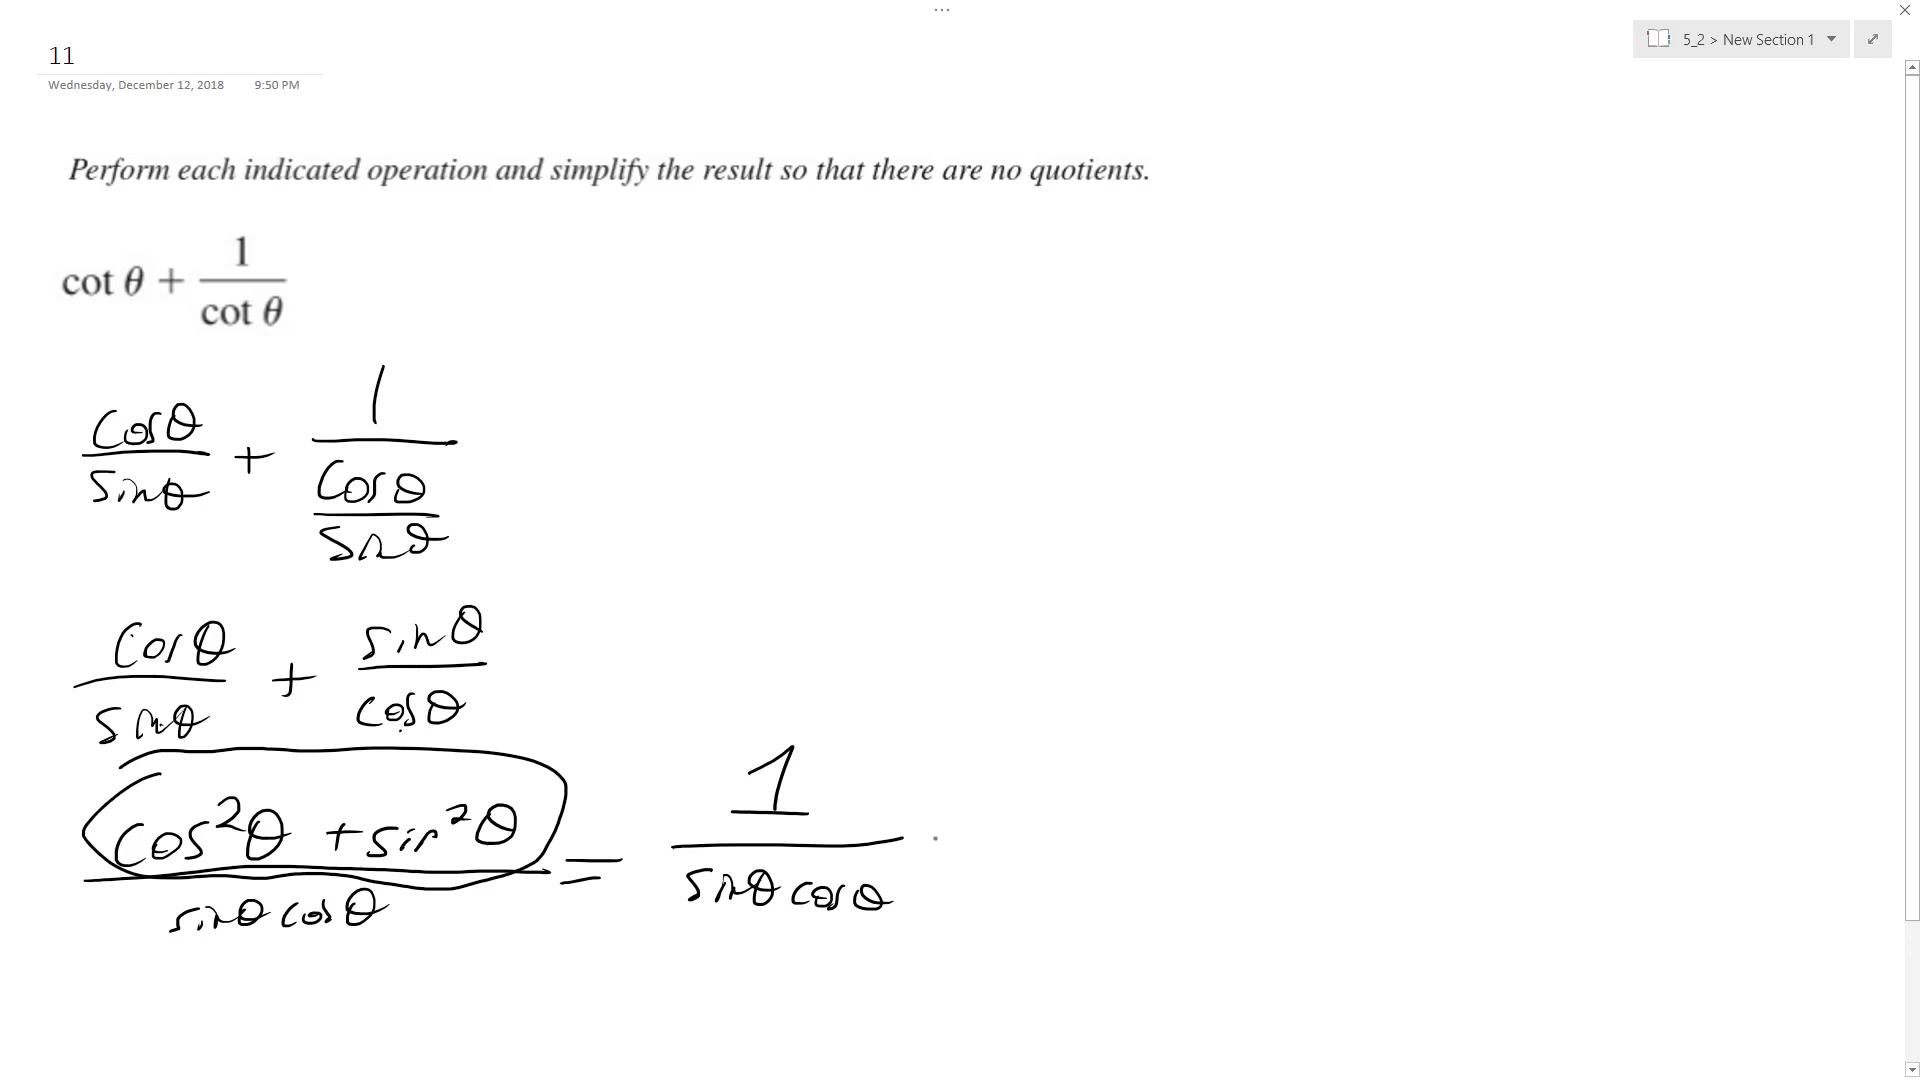 5_2 > New Section 1
11
Wednesday, December 12, 2018 9:50 PM
Perform each indicated operation and simplify the result so that there are no quotients.
cot θ + 1/cot θ
cosθ/sinθ + 1/(cosθ/sinθ)
cosθ/sinθ + sinθ/cosθ
(cos²θ + sin²θ)/(sinθ cosθ) = 1/(sinθ cosθ)